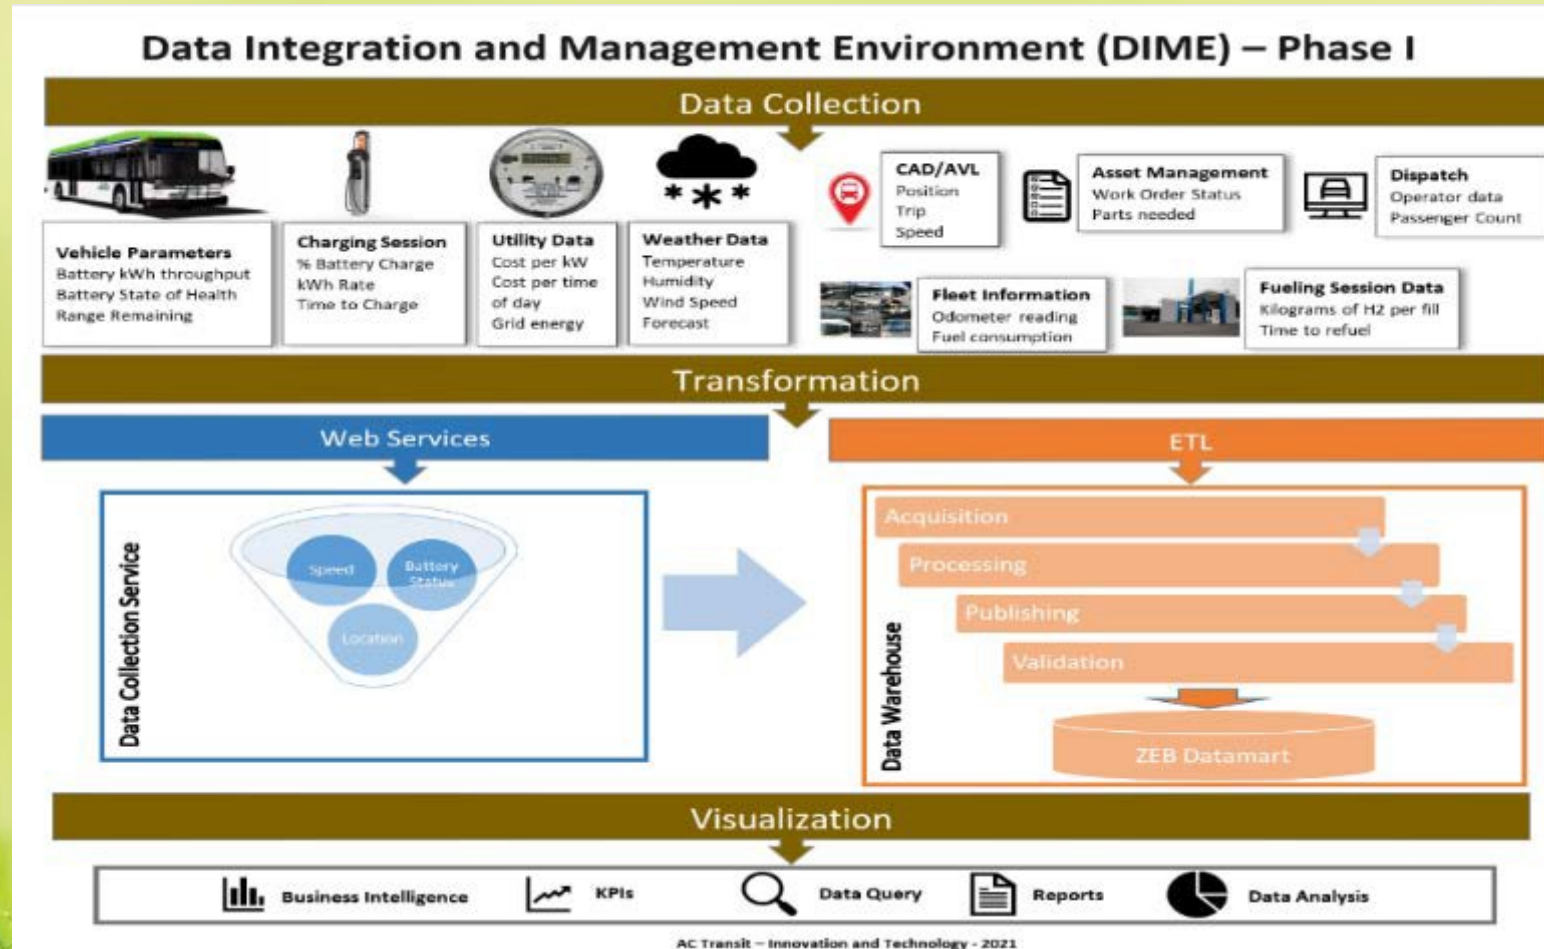 Data Integration and Management Environment (DIME) – Phase I
Data Collection
Vehicle Parameters
Battery kWh throughput
Battery State of Health
Range Remaining
Charging Session
% Battery Charge
kWh Rate
Time to Charge
Utility Data
Cost per kW
Cost per time
of day
Grid energy
Weather Data
Temperature
Humidity
Wind Speed
Forecast
CAD/AVL
Position
Trip
Speed
Asset Management
Work Order Status
Parts needed
Dispatch
Operator data
Passenger Count
Fleet Information
Odometer reading
Fuel consumption
Fueling Session Data
Kilograms of H2 per fill
Time to refuel
Transformation
Web Services
Data Collection Service
Speed
Battery
Status
Location
ETL
Data Warehouse
Acquisition
Processing
Publishing
Validation
ZEB Datamart
Visualization
Business Intelligence
KPIs
Data Query
Reports
Data Analysis
AC Transit – Innovation and Technology - 2021